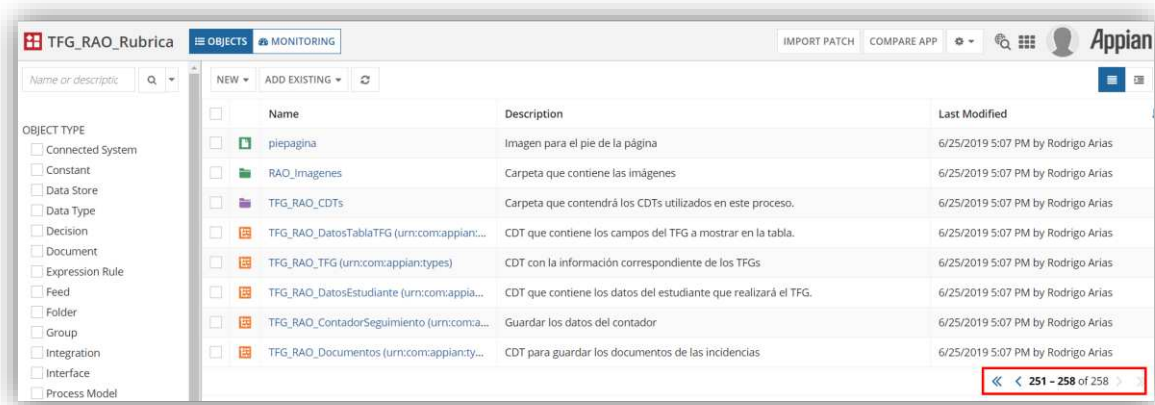 TFG_RAO_Rubrica OBJECTS MONITORING IMPORT PATCH COMPARE APP Appian
Name or descriptic NEW ADD EXISTING
Name Description Last Modified
OBJECT TYPE
Connected System
Constant
Data Store
Data Type
Decision
Document
Expression Rule
Feed
Folder
Group
Integration
Interface
Process Model
piepagina Imagen para el pie de la página 6/25/2019 5:07 PM by Rodrigo Arias
RAO_Imagenes Carpeta que contiene las imágenes 6/25/2019 5:07 PM by Rodrigo Arias
TFG_RAO_CDTs Carpeta que contendrá los CDTs utilizados en este proceso. 6/25/2019 5:07 PM by Rodrigo Arias
TFG_RAO_DatosTablaTFG (urn:com:appian:... CDT que contiene los campos del TFG a mostrar en la tabla. 6/25/2019 5:07 PM by Rodrigo Arias
TFG_RAO_TFG (urn:com:appian:types) CDT con la información correspondiente de los TFGs 6/25/2019 5:07 PM by Rodrigo Arias
TFG_RAO_DatosEstudiante (urn:com:appia... CDT que contiene los datos del estudiante que realizará el TFG. 6/25/2019 5:07 PM by Rodrigo Arias
TFG_RAO_ContadorSeguimiento (urn:com:a... Guardar los datos del contador 6/25/2019 5:07 PM by Rodrigo Arias
TFG_RAO_Documentos (urn:com:appian:ty... CDT para guardar los documentos de las incidencias 6/25/2019 5:07 PM by Rodrigo Arias
251 – 258 of 258